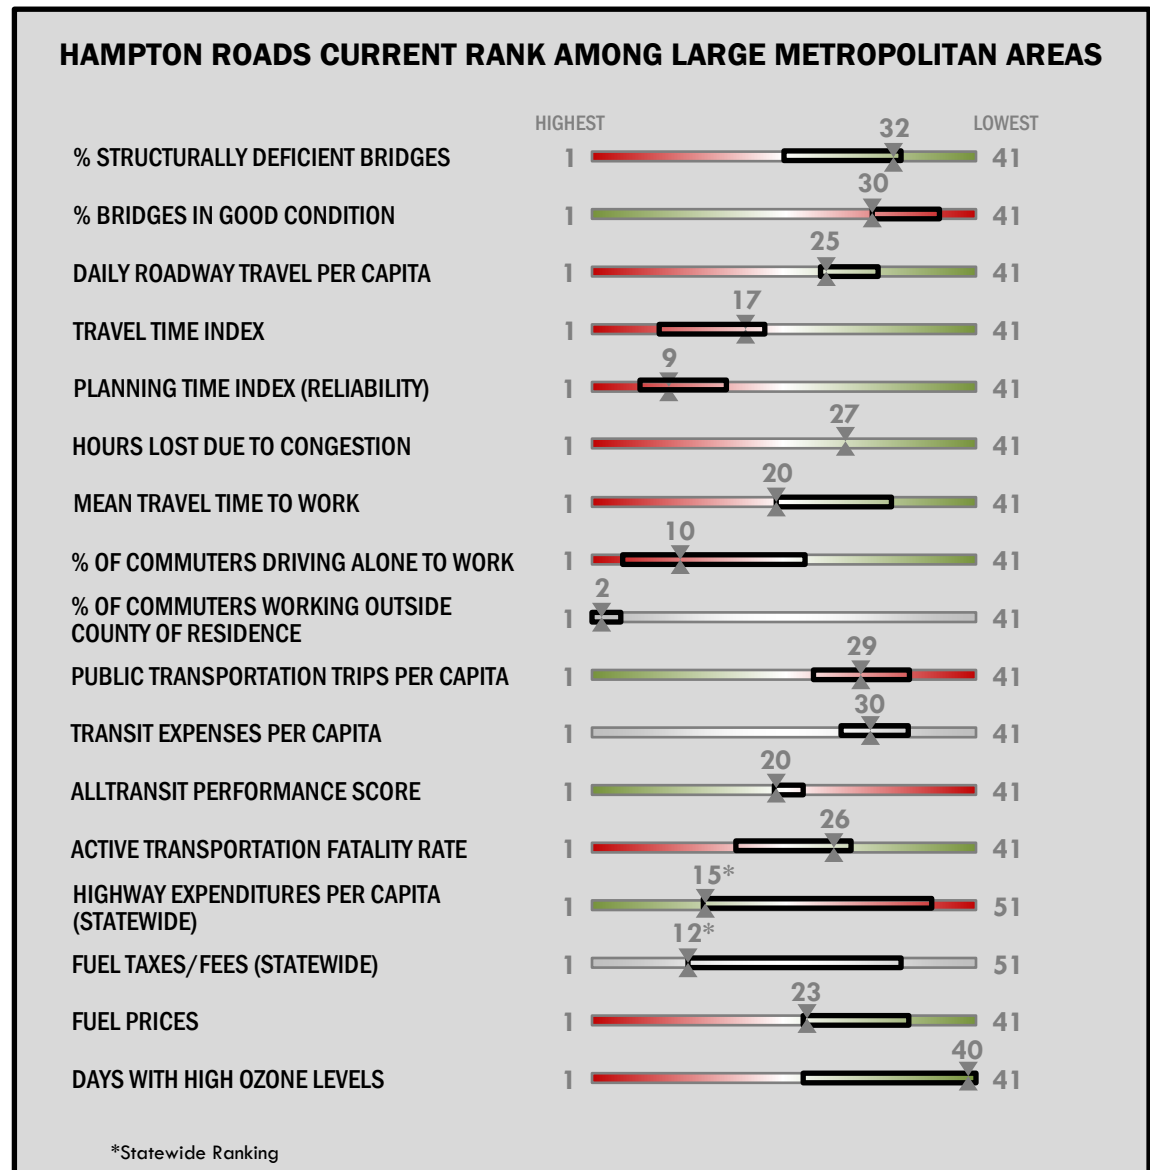 HAMPTON ROADS CURRENT RANK AMONG LARGE METROPOLITAN AREAS
HIGHEST LOWEST
% STRUCTURALLY DEFICIENT BRIDGES 1 32 41
% BRIDGES IN GOOD CONDITION 1 30 41
DAILY ROADWAY TRAVEL PER CAPITA 1 25 41
TRAVEL TIME INDEX 1 17 41
PLANNING TIME INDEX (RELIABILITY) 1 9 41
HOURS LOST DUE TO CONGESTION 1 27 41
MEAN TRAVEL TIME TO WORK 1 20 41
% OF COMMUTERS DRIVING ALONE TO WORK 1 10 41
% OF COMMUTERS WORKING OUTSIDE
COUNTY OF RESIDENCE 1 2 41
PUBLIC TRANSPORTATION TRIPS PER CAPITA 1 29 41
TRANSIT EXPENSES PER CAPITA 1 30 41
ALLTRANSIT PERFORMANCE SCORE 1 20 41
ACTIVE TRANSPORTATION FATALITY RATE 1 26 41
HIGHWAY EXPENDITURES PER CAPITA
(STATEWIDE) 1 15* 51
FUEL TAXES/FEES (STATEWIDE) 1 12* 51
FUEL PRICES 1 23 41
DAYS WITH HIGH OZONE LEVELS 1 40 41
*Statewide Ranking